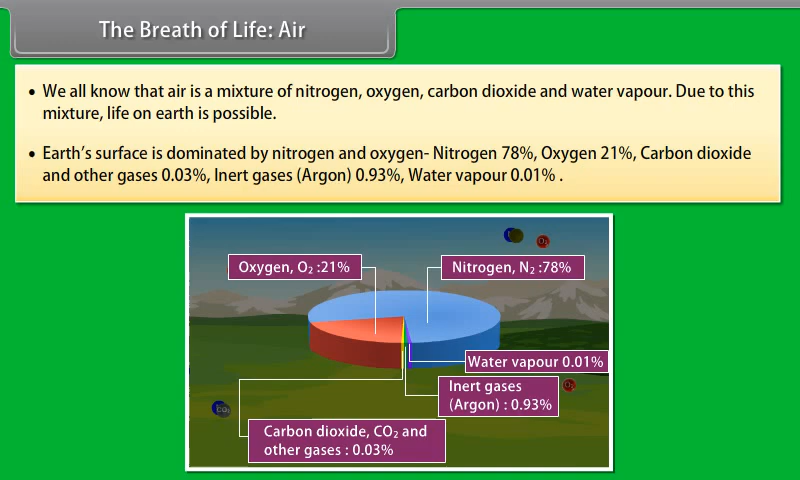 The Breath of Life: Air
• We all know that air is a mixture of nitrogen, oxygen, carbon dioxide and water vapour. Due to this
mixture, life on earth is possible.
• Earth's surface is dominated by nitrogen and oxygen- Nitrogen 78%, Oxygen 21%, Carbon dioxide
and other gases 0.03%, Inert gases (Argon) 0.93%, Water vapour 0.01% .
O₂
Oxygen, O₂ :21%
Nitrogen, N₂ :78%
Water vapour 0.01%
Inert gases
(Argon) : 0.93%
O₂
CO₂
Carbon dioxide, CO₂ and
other gases : 0.03%